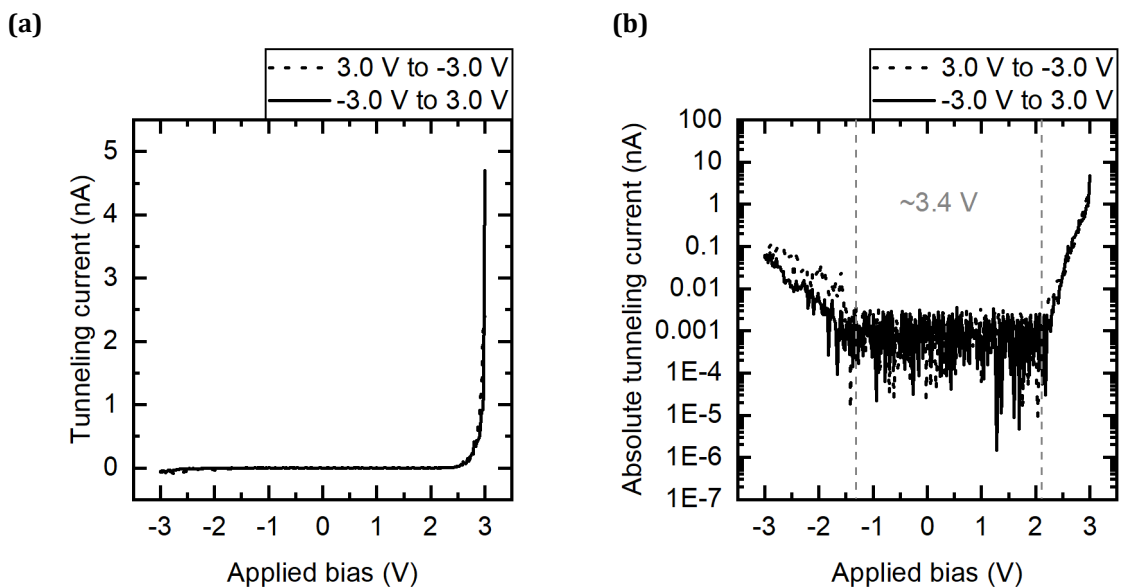 (a)
3.0 V to -3.0 V
-3.0 V to 3.0 V
Tunneling current (nA)
5
4
3
2
1
0
-3 -2 -1 0 1 2 3
Applied bias (V)
(b)
3.0 V to -3.0 V
-3.0 V to 3.0 V
Absolute tunneling current (nA)
100
10
1
0.1
0.01
0.001
1E-4
1E-5
1E-6
1E-7
~3.4 V
-3 -2 -1 0 1 2 3
Applied bias (V)